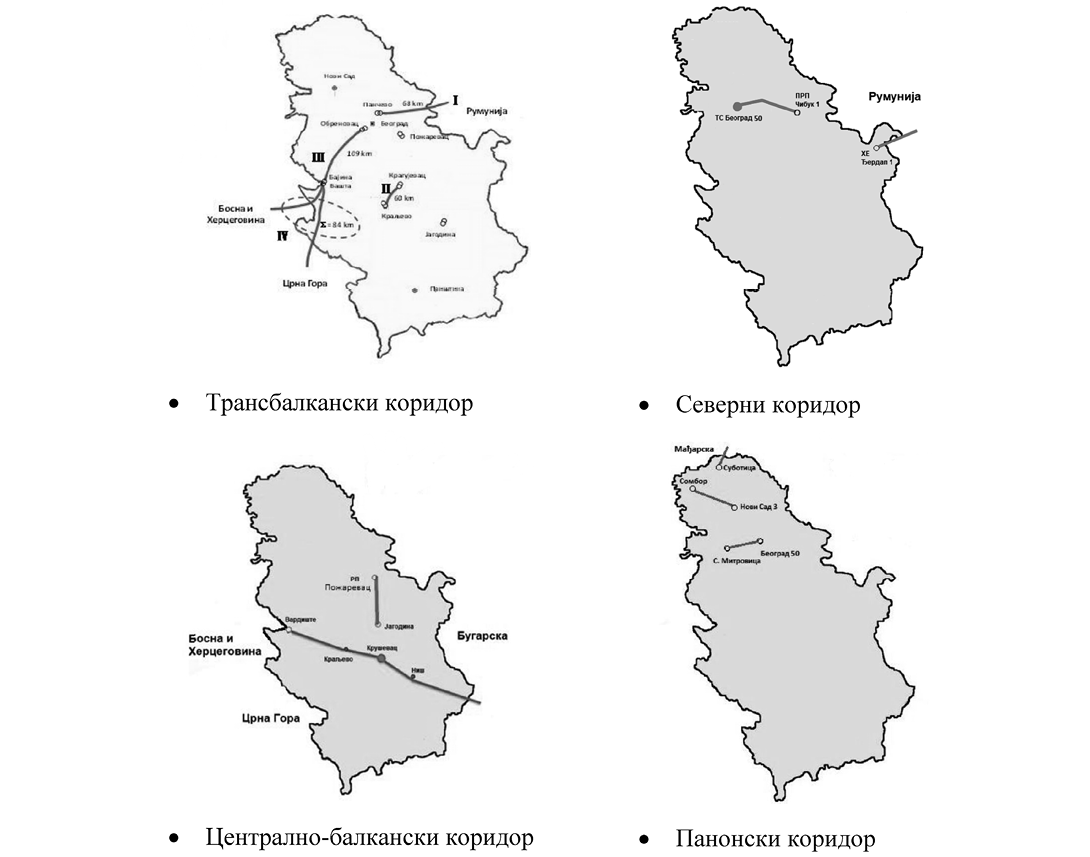 Нови Сад
Панчево
68 km
I
Румунија
Обреновац
Београд
Пожаревац
III
109 km
Бајина
Башта
Крагујевац
II
60 km
Краљево
Босна и
Херцеговина
IV
Σ=84 km
Јагодина
Црна Гора
Приштина
• Трансбалкански коридор
ПРП
Чибук 1
Румунија
ТС Београд 50
ХЕ
Ђердап 1
• Северни коридор
РП
Пожаревац
Вардиште
Јагодина
Босна и
Херцеговина
Бугарска
Крушевац
Краљево
Ниш
Црна Гора
• Централно-балкански коридор
Мађарска
Суботица
Сомбор
Нови Сад 3
Београд 50
С. Митровица
• Панонски коридор